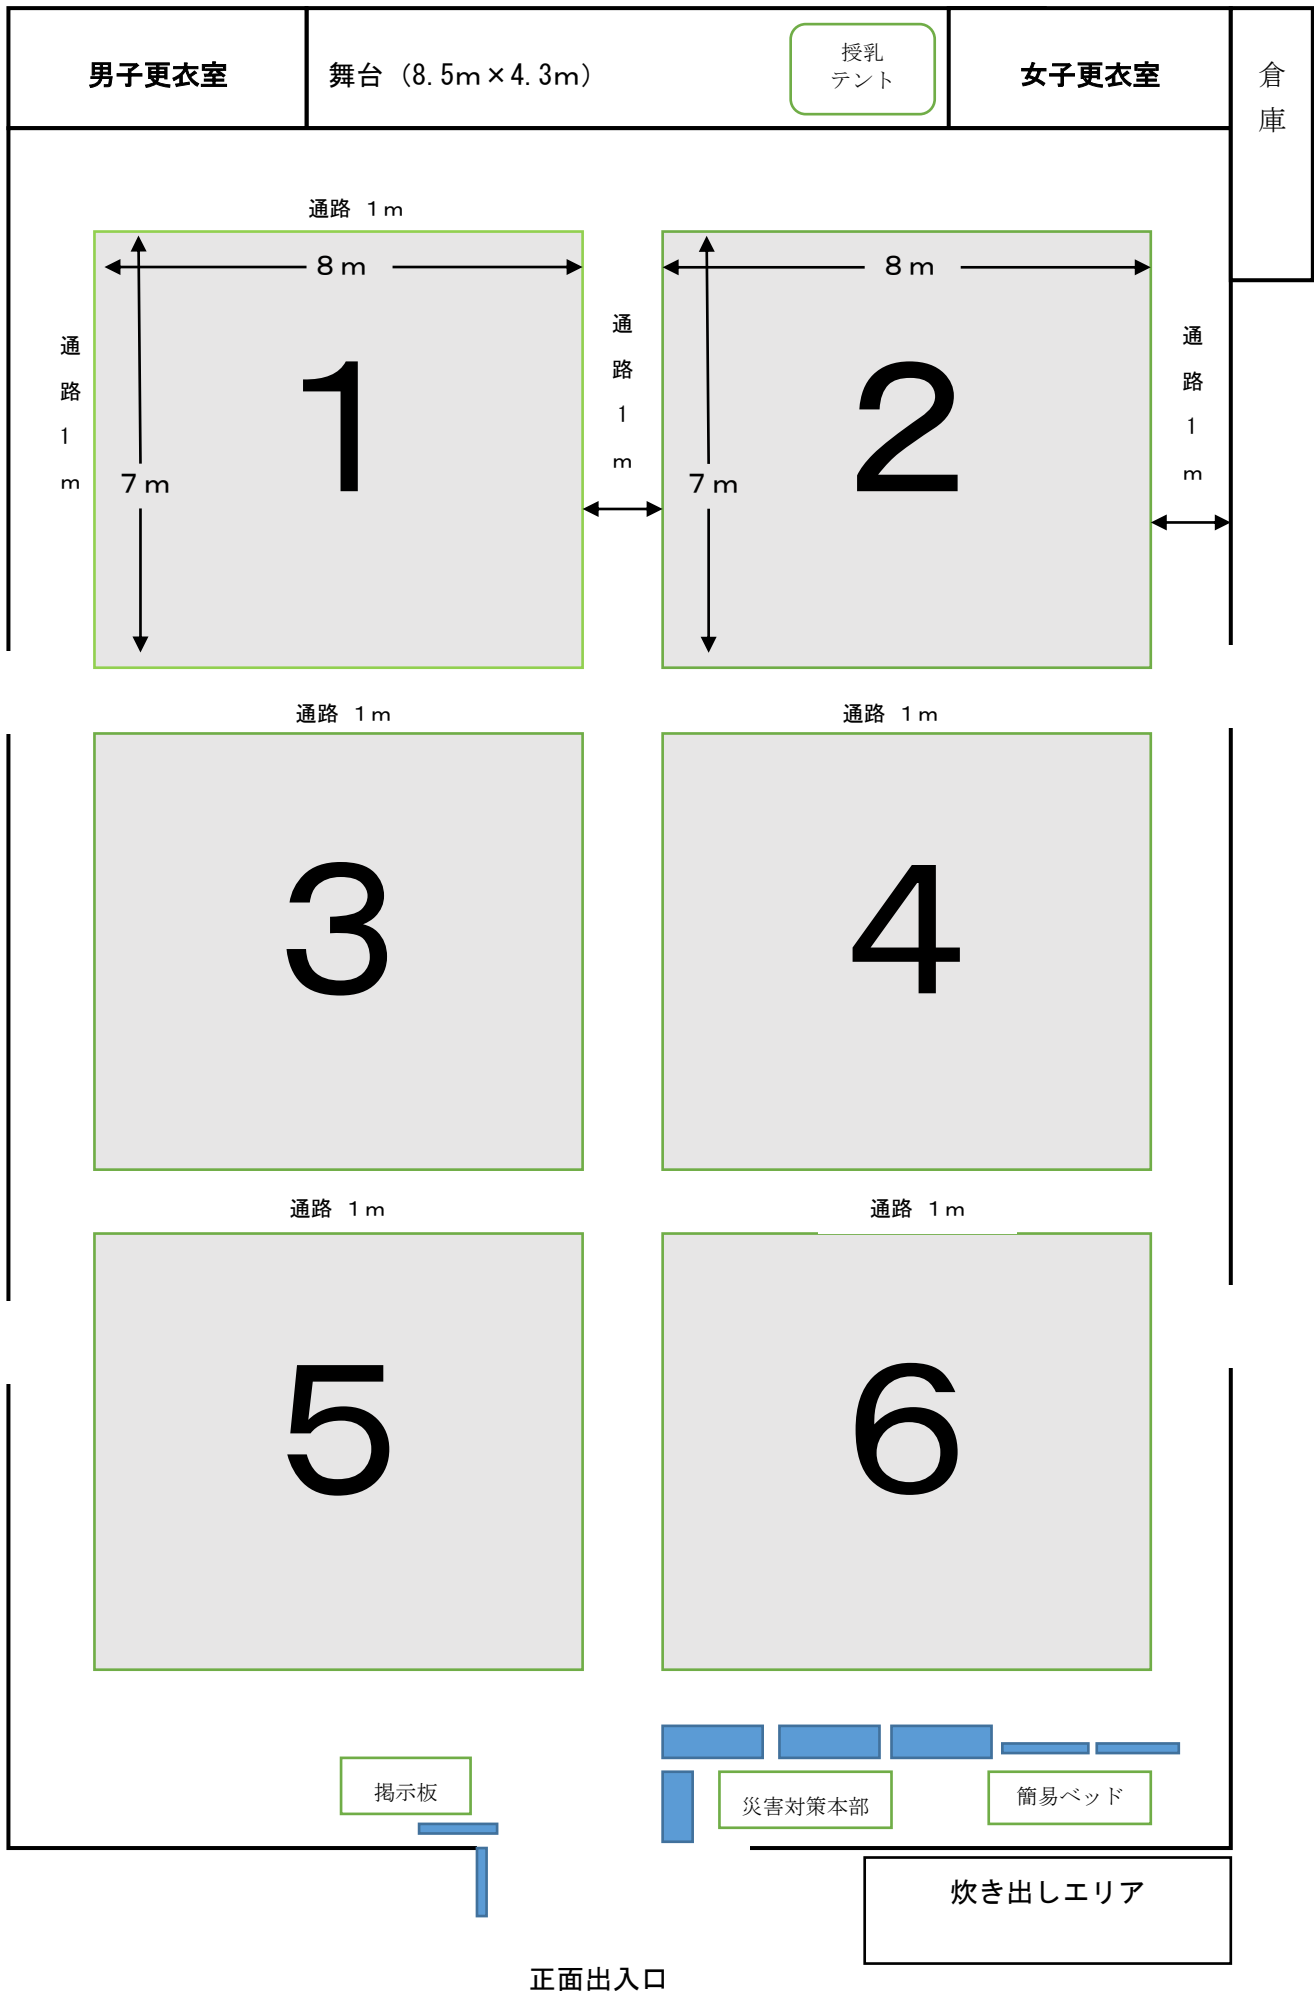 男子更衣室
舞台（8.5ｍ×4.3ｍ）
授乳
テント
女子更衣室
倉
庫
通路 １ｍ
８ｍ
８ｍ
通
路
１
ｍ
７ｍ
１
通
路
１
ｍ
７ｍ
２
通
路
１
ｍ
通路 １ｍ
通路 １ｍ
３
４
通路 １ｍ
通路 １ｍ
５
６
掲示板
災害対策本部
簡易ベッド
炊き出しエリア
正面出入口